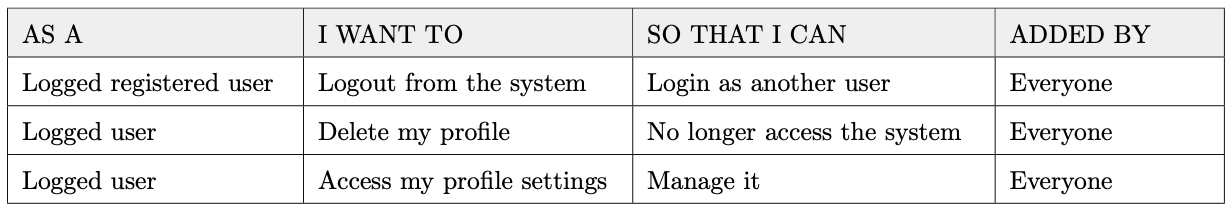 AS A I WANT TO SO THAT I CAN ADDED BY
Logged registered user Logout from the system Login as another user Everyone
Logged user Delete my profile No longer access the system Everyone
Logged user Access my profile settings Manage it Everyone